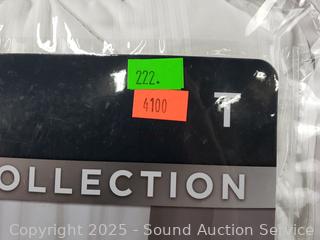 222.
4100
T
OLLECTION
Copyright 2025 - Sound Auction Service